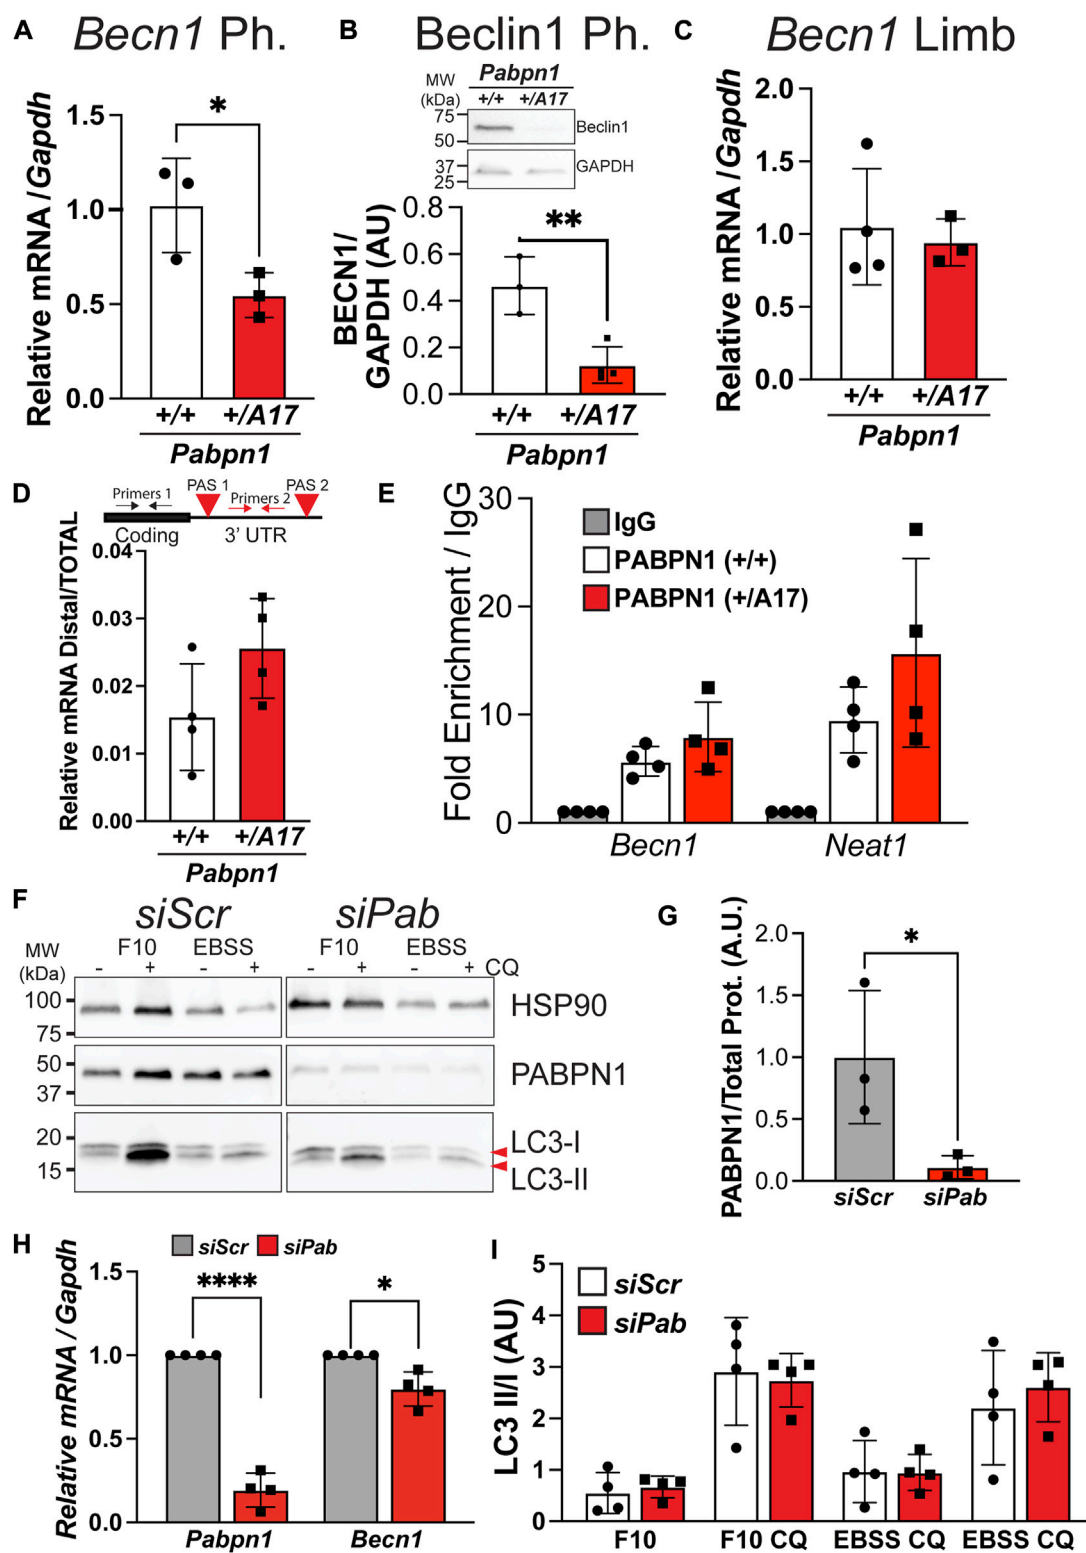 A
Becn1 Ph.
Relative mRNA / Gapdh
1.5
1.0
0.5
0.0
*
+/+
+/A17
Pabpn1
B
Beclin1 Ph.
MW
(kDa)
Pabpn1
+/+ +/A17
75
50
Beclin1
37
25
GAPDH
BECN1/
GAPDH (AU)
0.8
0.6
0.4
0.2
0.0
**
+/+
+/A17
Pabpn1
C
Becn1 Limb
Relative mRNA / Gapdh
2.0
1.5
1.0
0.5
0.0
+/+
+/A17
Pabpn1
D
PAS 1
PAS 2
Primers 1
Primers 2
Coding
3' UTR
Relative mRNA Distal/TOTAL
0.04
0.03
0.02
0.01
0.00
+/+
+/A17
Pabpn1
E
Fold Enrichment / IgG
30
20
10
0
IgG
PABPN1 (+/+)
PABPN1 (+/A17)
Becn1
Neat1
F
siScr
siPab
MW
(kDa)
F10
EBSS
F10
EBSS
- + - + - + - + CQ
100
75
HSP90
50
37
PABPN1
20
15
LC3-I
LC3-II
G
PABPN1/Total Prot. (A.U.)
2.0
1.5
1.0
0.5
0.0
*
siScr
siPab
H
siScr
siPab
Relative mRNA / Gapdh
1.5
1.0
0.5
0.0
****
*
Pabpn1
Becn1
I
LC3 II/I (AU)
5
4
3
2
1
0
siScr
siPab
F10
F10 CQ
EBSS CQ
EBSS CQ